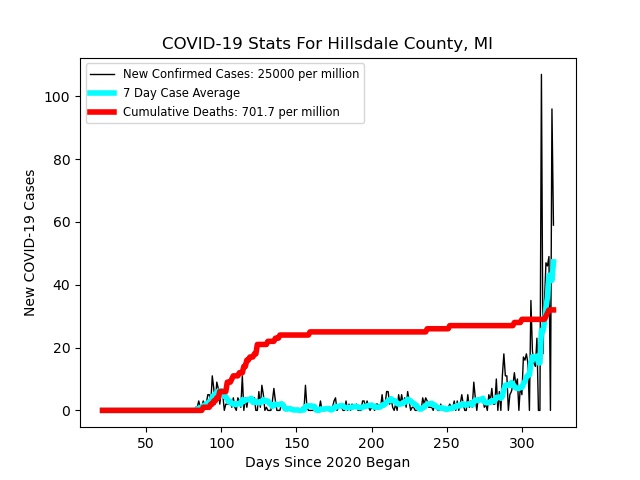 COVID-19 Stats For Hillsdale County, MI
New Confirmed Cases: 25000 per million
7 Day Case Average
Cumulative Deaths: 701.7 per million
New COVID-19 Cases
100
80
60
40
20
0
50 100 150 200 250 300
Days Since 2020 Began